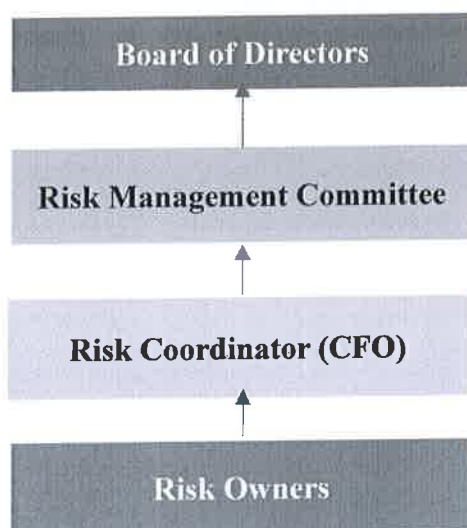 Board of Directors
Risk Management Committee
Risk Coordinator (CFO)
Risk Owners